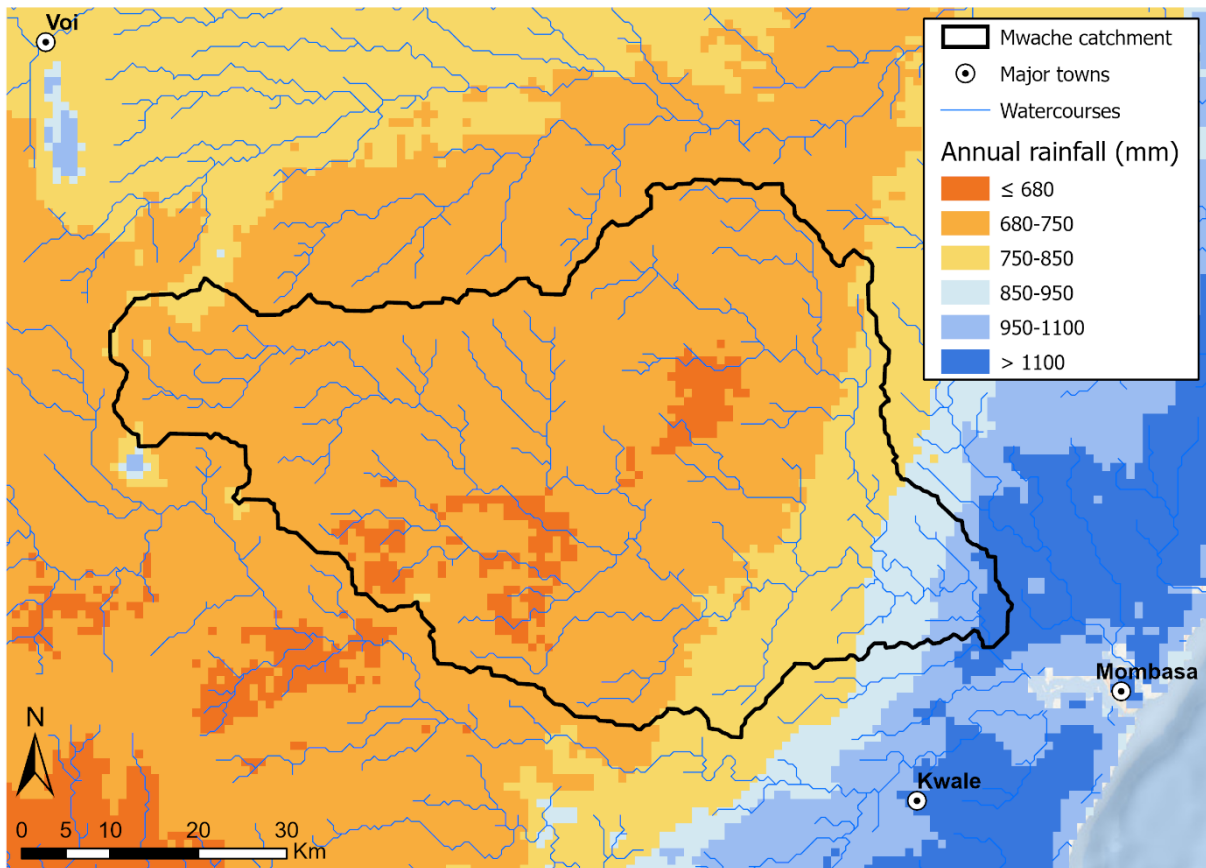 Voi
Mwache catchment
Major towns
Watercourses
Annual rainfall (mm)
≤ 680
680-750
750-850
850-950
950-1100
> 1100
Mombasa
Kwale
N
0 5 10 20 30
Km